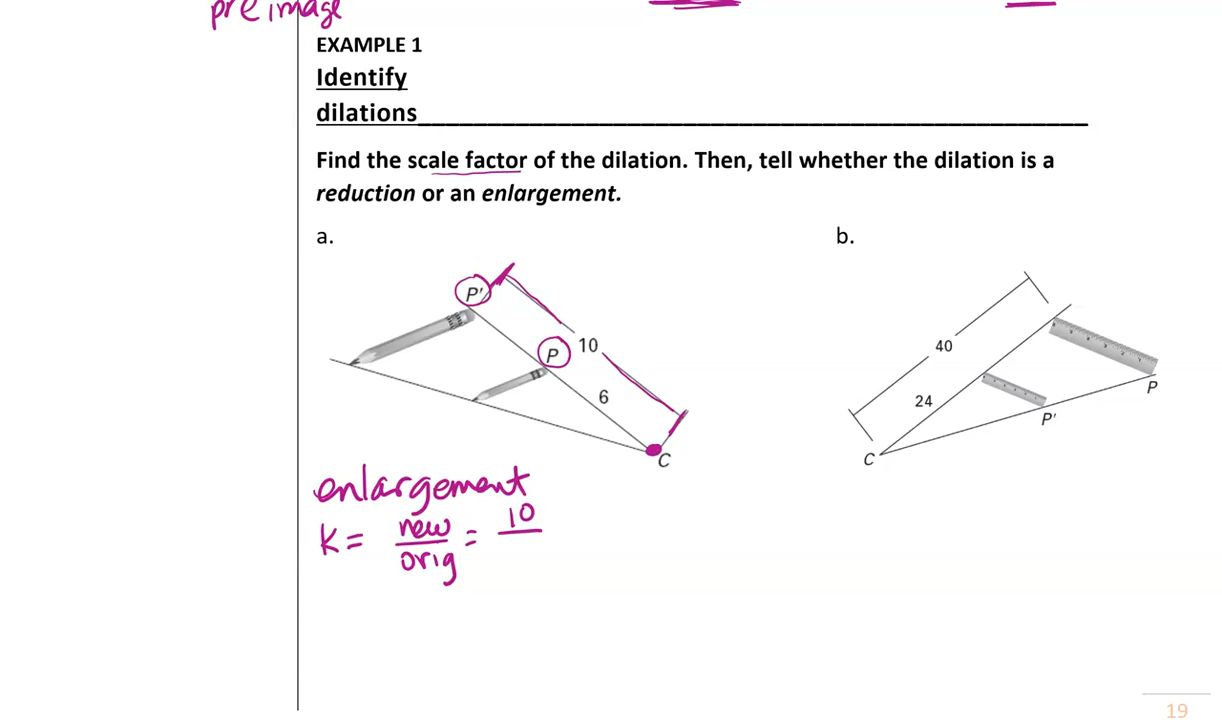 pre image
EXAMPLE 1
Identify
dilations
Find the scale factor of the dilation. Then, tell whether the dilation is a
reduction or an enlargement.
a.
b.
P'
P
10
6
C
40
24
P
P'
C
enlargement
K = new/orig = 10
19